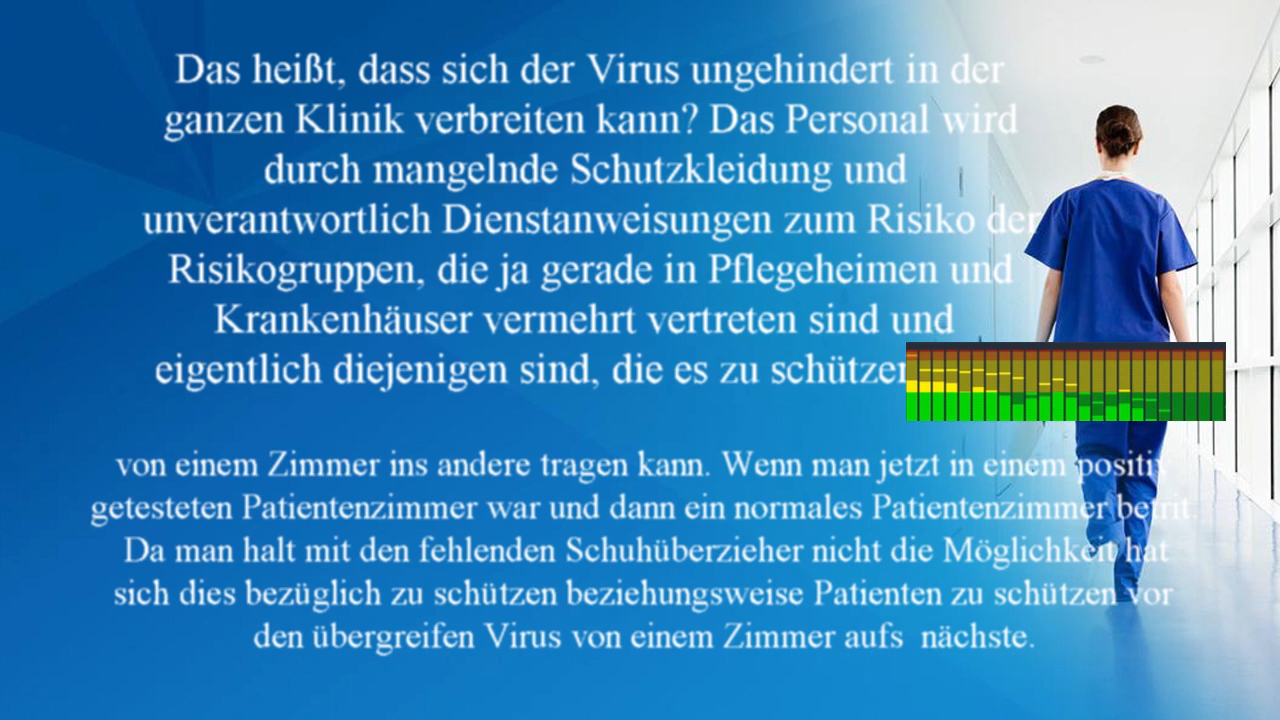 Das heißt, dass sich der Virus ungehindert in der
ganzen Klinik verbreiten kann? Das Personal wird
durch mangelnde Schutzkleidung und
unverantwortlich Dienstanweisungen zum Risiko der
Risikogruppen, die ja gerade in Pflegeheimen und
Krankenhäuser vermehrt vertreten sind und
eigentlich diejenigen sind, die es zu
von einem Zimmer ins andere tragen kann. Wenn man jetzt in einem positiv
getesteten Patientenzimmer war und dann ein normales Patientenzimmer betrit.
Da man halt mit den fehlenden Schuhüberzieher nicht die Möglichkeit hat
sich dies bezüglich zu schützen beziehungsweise Patienten zu schützen vor
den übergreifen Virus von einem Zimmer aufs nächste.